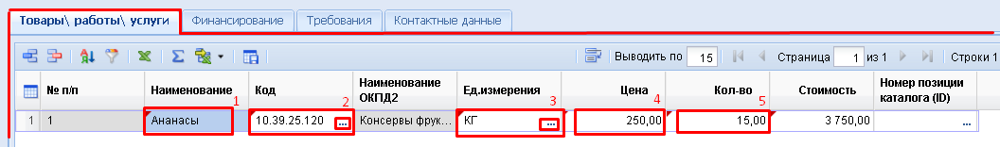 Товары\ работы\ услуги Финансирование Требования Контактные данные
Выводить по 15 Страница 1 из 1 Строки 1
№ п/п Наименование 1 Код 2 Наименование ОКПД2 Ед.измерения 3 Цена 4 Кол-во 5 Стоимость Номер позиции каталога (ID)
1 1 Ананасы 10.39.25.120 ... Консервы фрук... КГ ... 250,00 15,00 3 750,00 ...